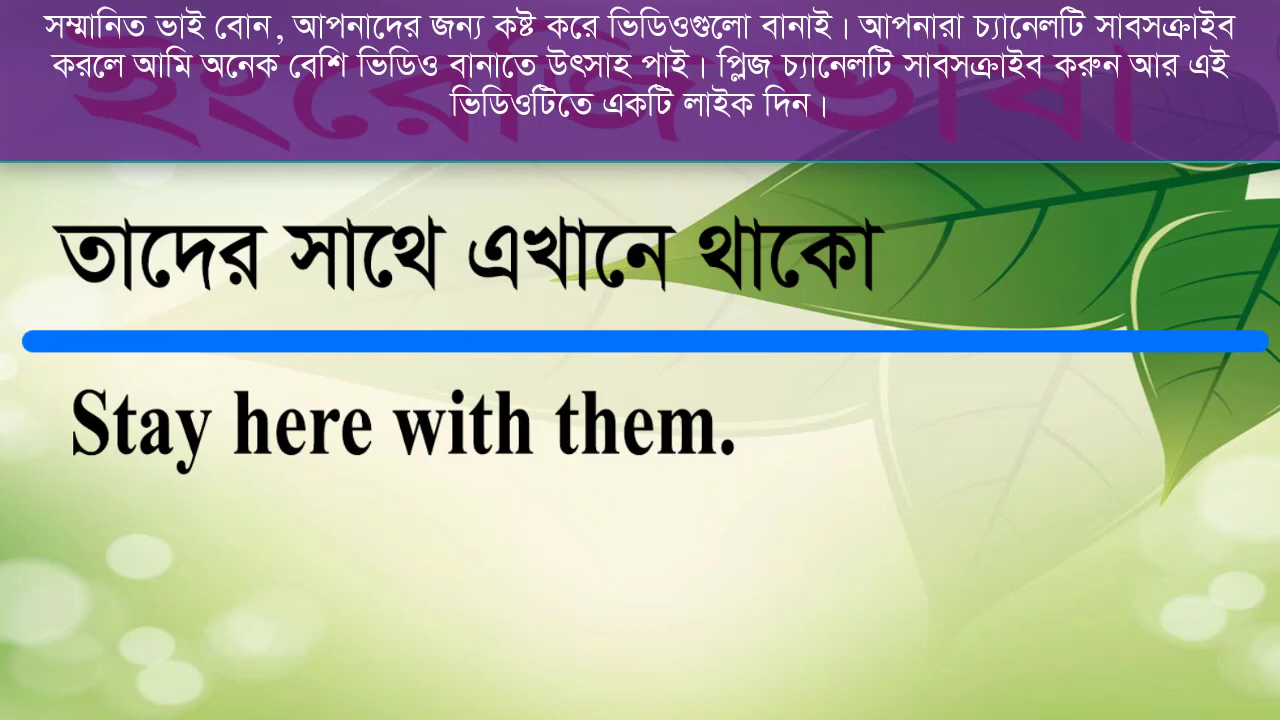 সম্মানিত ভাই বোন, আপনাদের জন্য কষ্ট করে ভিডিওগুলো বানাই। আপনারা চ্যানেলটি সাবসক্রাইব
করলে আমি অনেক বেশি ভিডিও বানাতে উৎসাহ পাই। প্লিজ চ্যানেলটি সাবসক্রাইব করুন আর এই
ভিডিওটিতে একটি লাইক দিন।
ইংরেজি ভাষা
তাদের সাথে এখানে থাকো
Stay here with them.